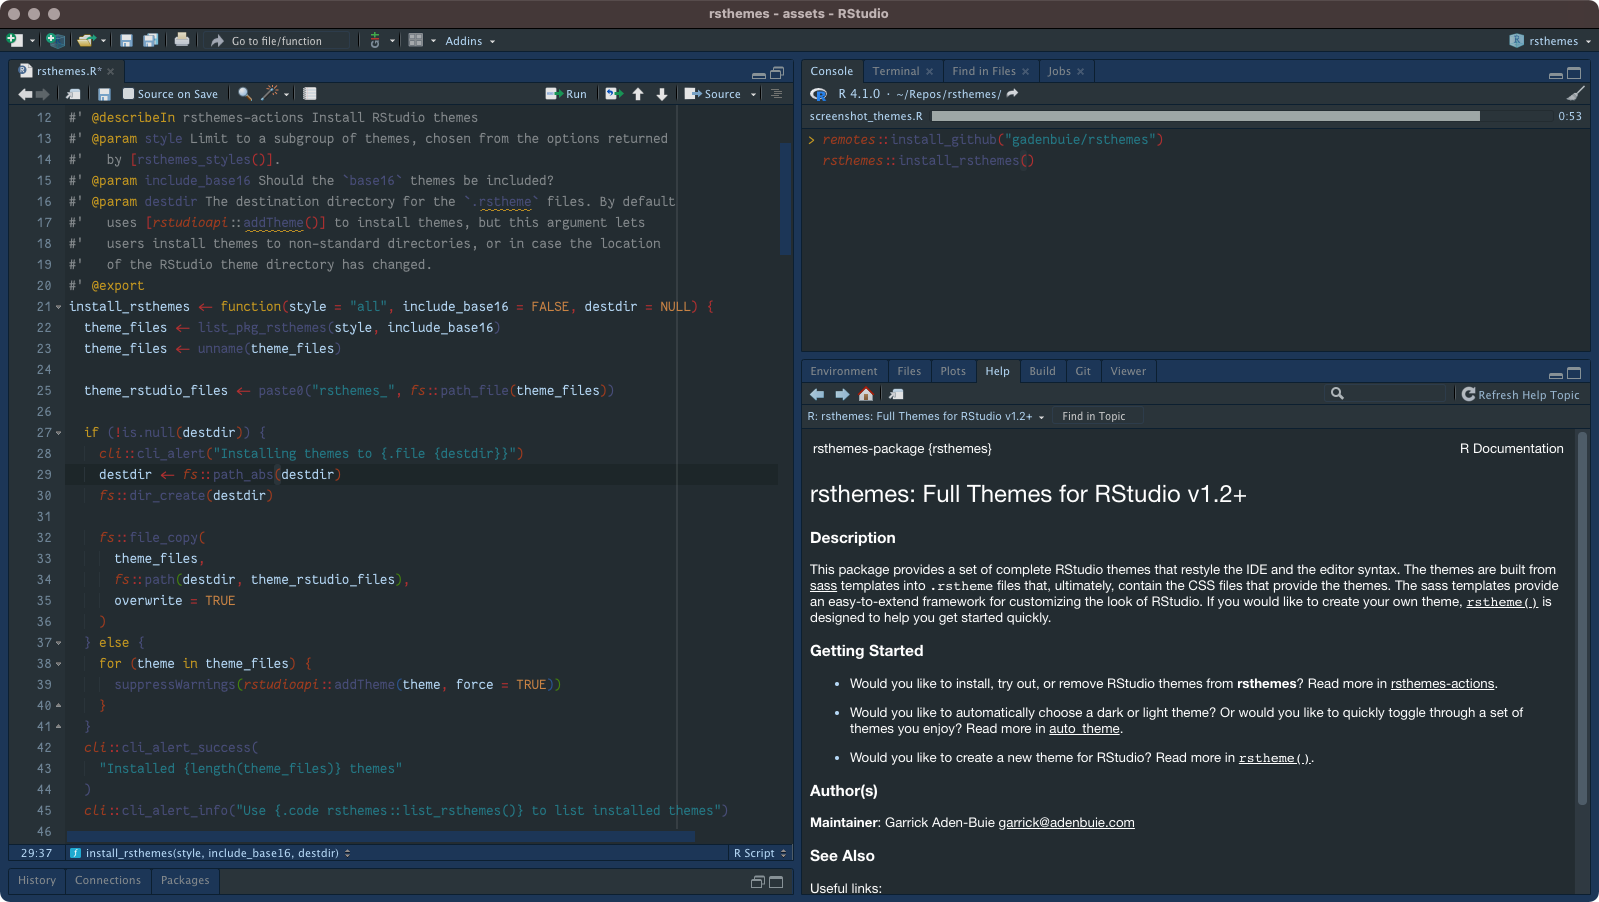 rsthemes - assets - RStudio
Go to file/function
Addins
rsthemes
rsthemes.R*
Source on Save
Run
Source
12 #' @describeIn rsthemes-actions Install RStudio themes
13 #' @param style Limit to a subgroup of themes, chosen from the options returned
14 #'   by [rsthemes_styles()].
15 #' @param include_base16 Should the `base16` themes be included?
16 #' @param destdir The destination directory for the `.rstheme` files. By default
17 #'   uses [rstudioapi::addTheme()] to install themes, but this argument lets
18 #'   users install themes to non-standard directories, or in case the location
19 #'   of the RStudio theme directory has changed.
20 #' @export
21 install_rsthemes <- function(style = "all", include_base16 = FALSE, destdir = NULL) {
22   theme_files <- list_pkg_rsthemes(style, include_base16)
23   theme_files <- unname(theme_files)
24
25   theme_rstudio_files <- paste0("rsthemes_", fs::path_file(theme_files))
26
27   if (!is.null(destdir)) {
28     cli::cli_alert("Installing themes to {.file {destdir}}")
29     destdir <- fs::path_abs(destdir)
30     fs::dir_create(destdir)
31
32     fs::file_copy(
33       theme_files,
34       fs::path(destdir, theme_rstudio_files),
35       overwrite = TRUE
36     )
37   } else {
38     for (theme in theme_files) {
39       suppressWarnings(rstudioapi::addTheme(theme, force = TRUE))
40     }
41   }
42   cli::cli_alert_success(
43     "Installed {length(theme_files)} themes"
44   )
45   cli::cli_alert_info("Use {.code rsthemes::list_rsthemes()} to list installed themes")
46
29:37 install_rsthemes(style, include_base16, destdir) R Script
History Connections Packages
Console Terminal Find in Files Jobs
R 4.1.0 · ~/Repos/rsthemes/
screenshot_themes.R 0:53
> remotes::install_github("gadenbuie/rsthemes")
  rsthemes::install_rsthemes()
Environment Files Plots Help Build Git Viewer
Refresh Help Topic
R: rsthemes: Full Themes for RStudio v1.2+ Find in Topic
rsthemes-package {rsthemes} R Documentation
rsthemes: Full Themes for RStudio v1.2+
Description
This package provides a set of complete RStudio themes that restyle the IDE and the editor syntax. The themes are built from
sass templates into .rstheme files that, ultimately, contain the CSS files that provide the themes. The sass templates provide
an easy-to-extend framework for customizing the look of RStudio. If you would like to create your own theme, rstheme() is
designed to help you get started quickly.
Getting Started
• Would you like to install, try out, or remove RStudio themes from rsthemes? Read more in rsthemes-actions.
• Would you like to automatically choose a dark or light theme? Or would you like to quickly toggle through a set of
themes you enjoy? Read more in auto_theme.
• Would you like to create a new theme for RStudio? Read more in rstheme().
Author(s)
Maintainer: Garrick Aden-Buie garrick@adenbuie.com
See Also
Useful links: